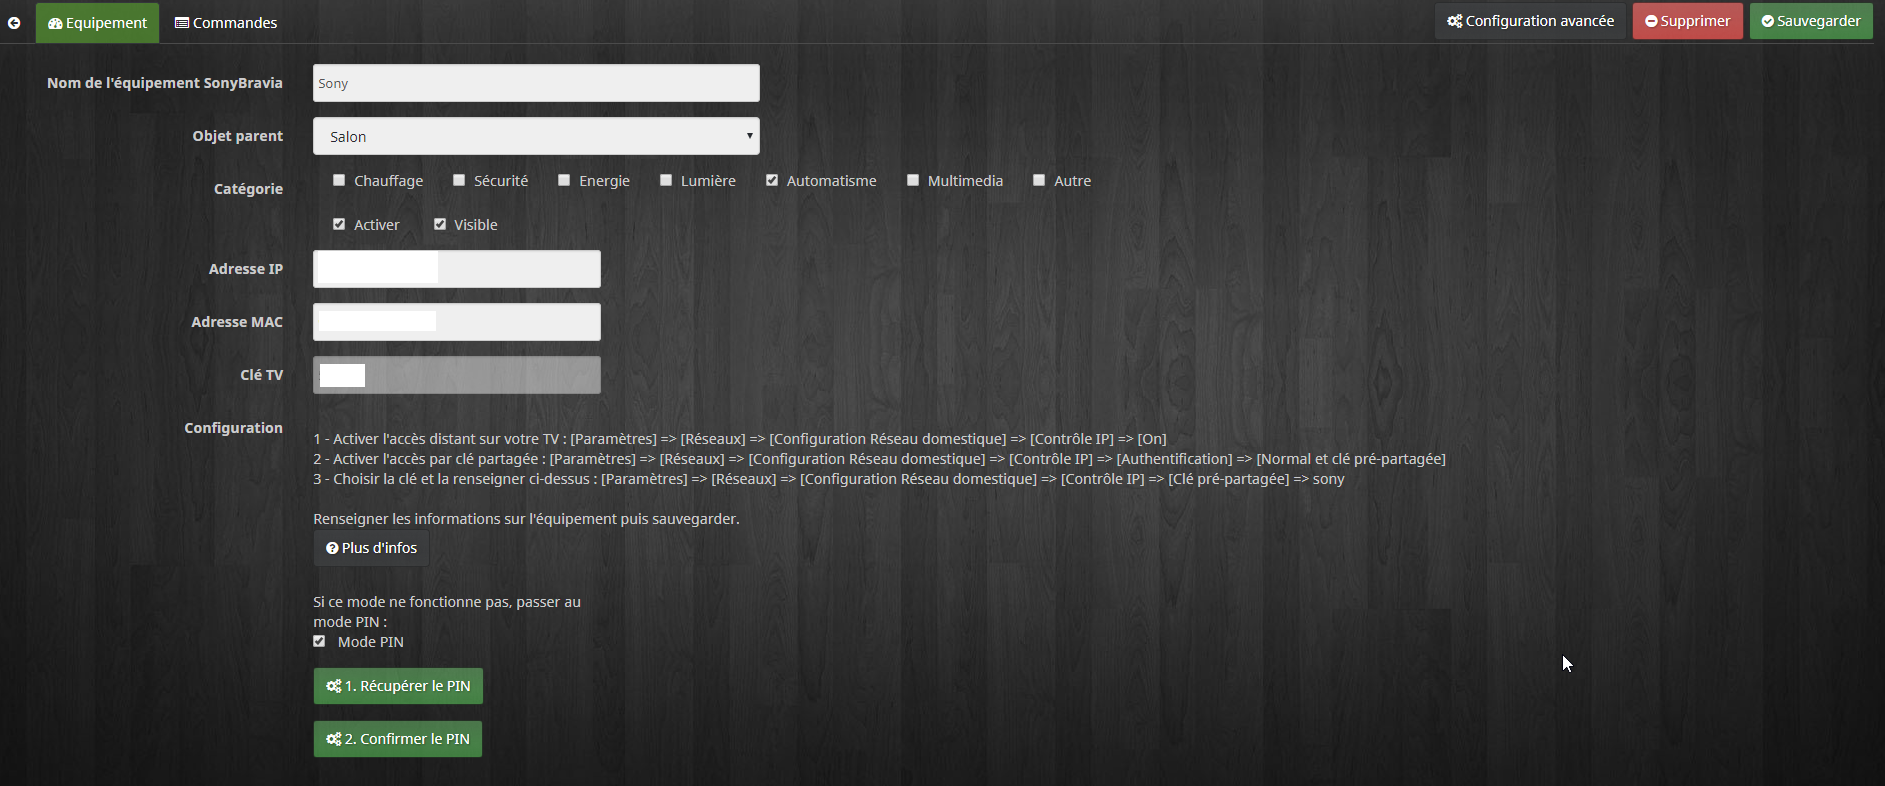 Equipement Commandes Configuration avancée Supprimer Sauvegarder
Nom de l'équipement SonyBravia Sony
Objet parent Salon
Catégorie Chauffage Sécurité Energie Lumière Automatisme Multimedia Autre
Activer Visible
Adresse IP
Adresse MAC
Clé TV
Configuration
1 - Activer l'accès distant sur votre TV : [Paramètres] => [Réseaux] => [Configuration Réseau domestique] => [Contrôle IP] => [On]
2 - Activer l'accès par clé partagée : [Paramètres] => [Réseaux] => [Configuration Réseau domestique] => [Contrôle IP] => [Authentification] => [Normal et clé pré-partagée]
3 - Choisir la clé et la renseigner ci-dessus : [Paramètres] => [Réseaux] => [Configuration Réseau domestique] => [Contrôle IP] => [Clé pré-partagée] => sony
Renseigner les informations sur l'équipement puis sauvegarder.
Plus d'infos
Si ce mode ne fonctionne pas, passer au
mode PIN :
Mode PIN
1. Récupérer le PIN
2. Confirmer le PIN